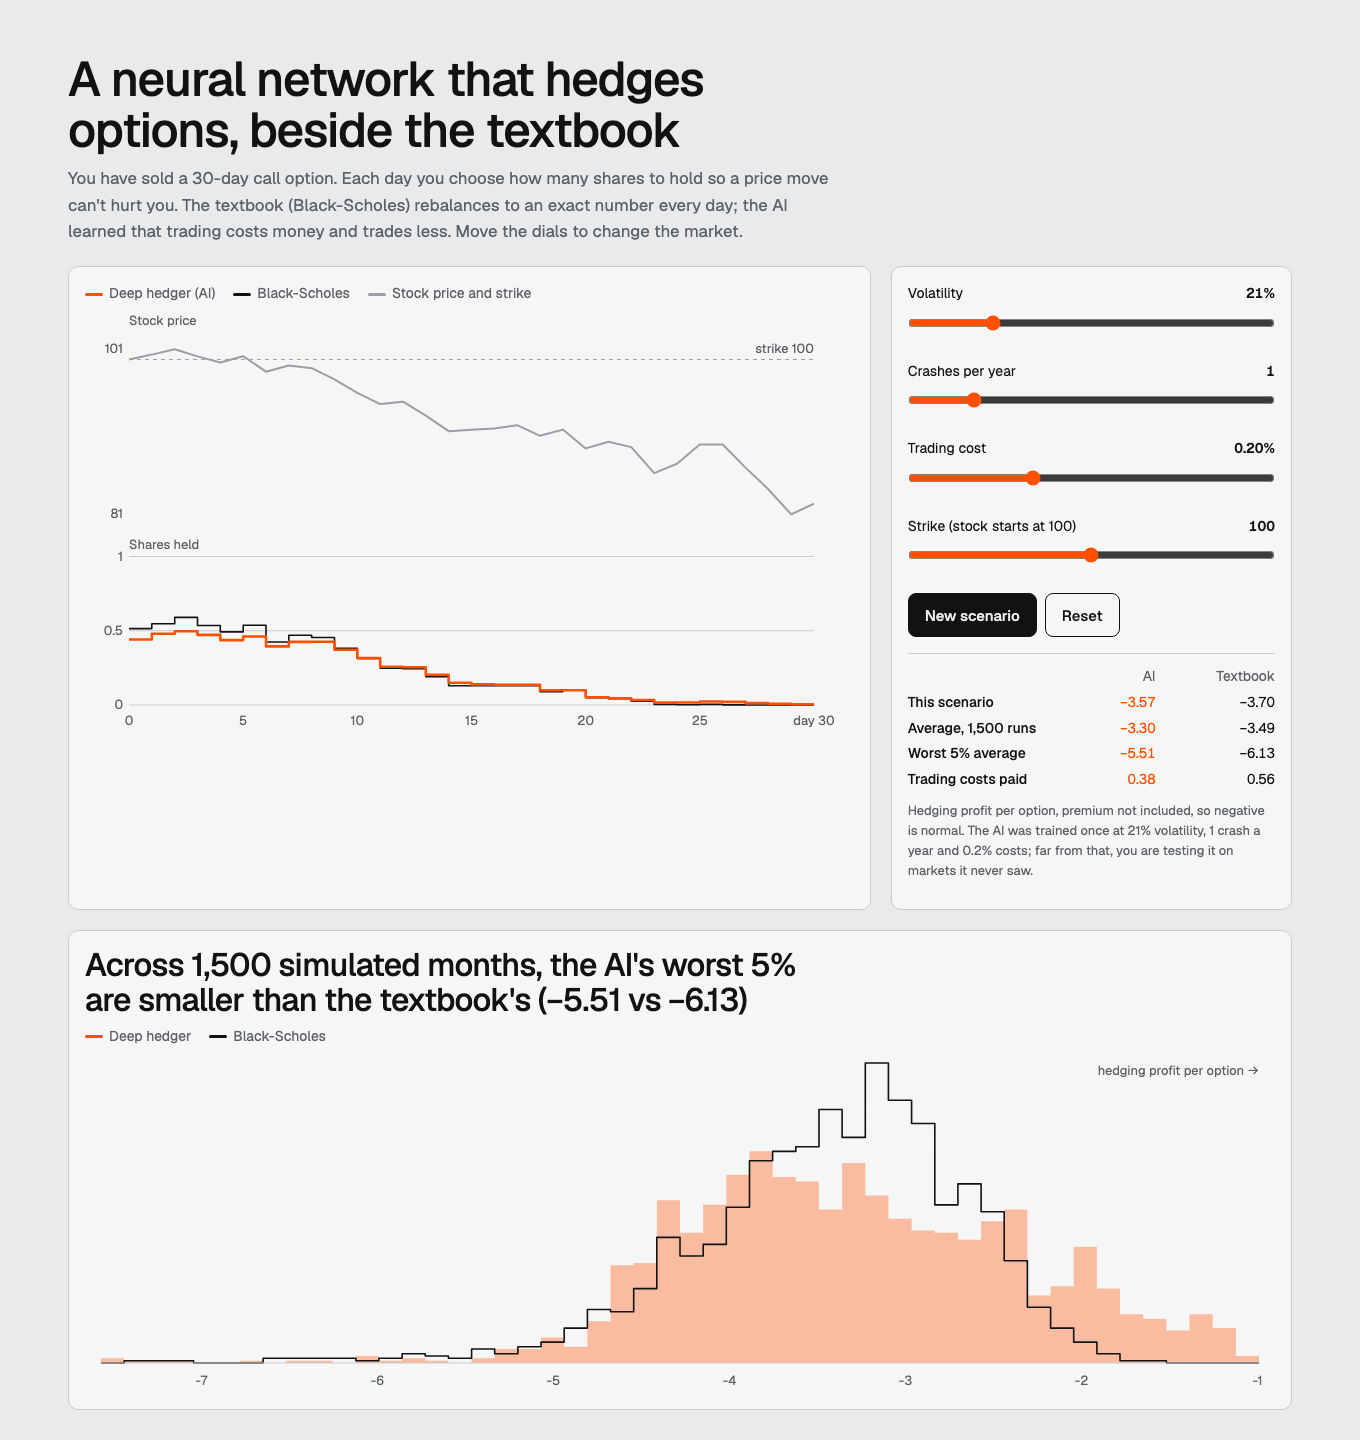 A neural network that hedges
options, beside the textbook
You have sold a 30-day call option. Each day you choose how many shares to hold so a price move
can't hurt you. The textbook (Black-Scholes) rebalances to an exact number every day; the AI
learned that trading costs money and trades less. Move the dials to change the market.
Deep hedger (AI) Black-Scholes Stock price and strike
Stock price
101
strike 100
81
Shares held
1
0.5
0
0 5 10 15 20 25 day 30
Volatility 21%
Crashes per year 1
Trading cost 0.20%
Strike (stock starts at 100) 100
New scenario Reset
AI Textbook
This scenario −3.57 −3.70
Average, 1,500 runs −3.30 −3.49
Worst 5% average −5.51 −6.13
Trading costs paid 0.38 0.56
Hedging profit per option, premium not included, so negative
is normal. The AI was trained once at 21% volatility, 1 crash a
year and 0.2% costs; far from that, you are testing it on
markets it never saw.
Across 1,500 simulated months, the AI's worst 5%
are smaller than the textbook's (−5.51 vs −6.13)
Deep hedger Black-Scholes
hedging profit per option →
-7 -6 -5 -4 -3 -2 -1